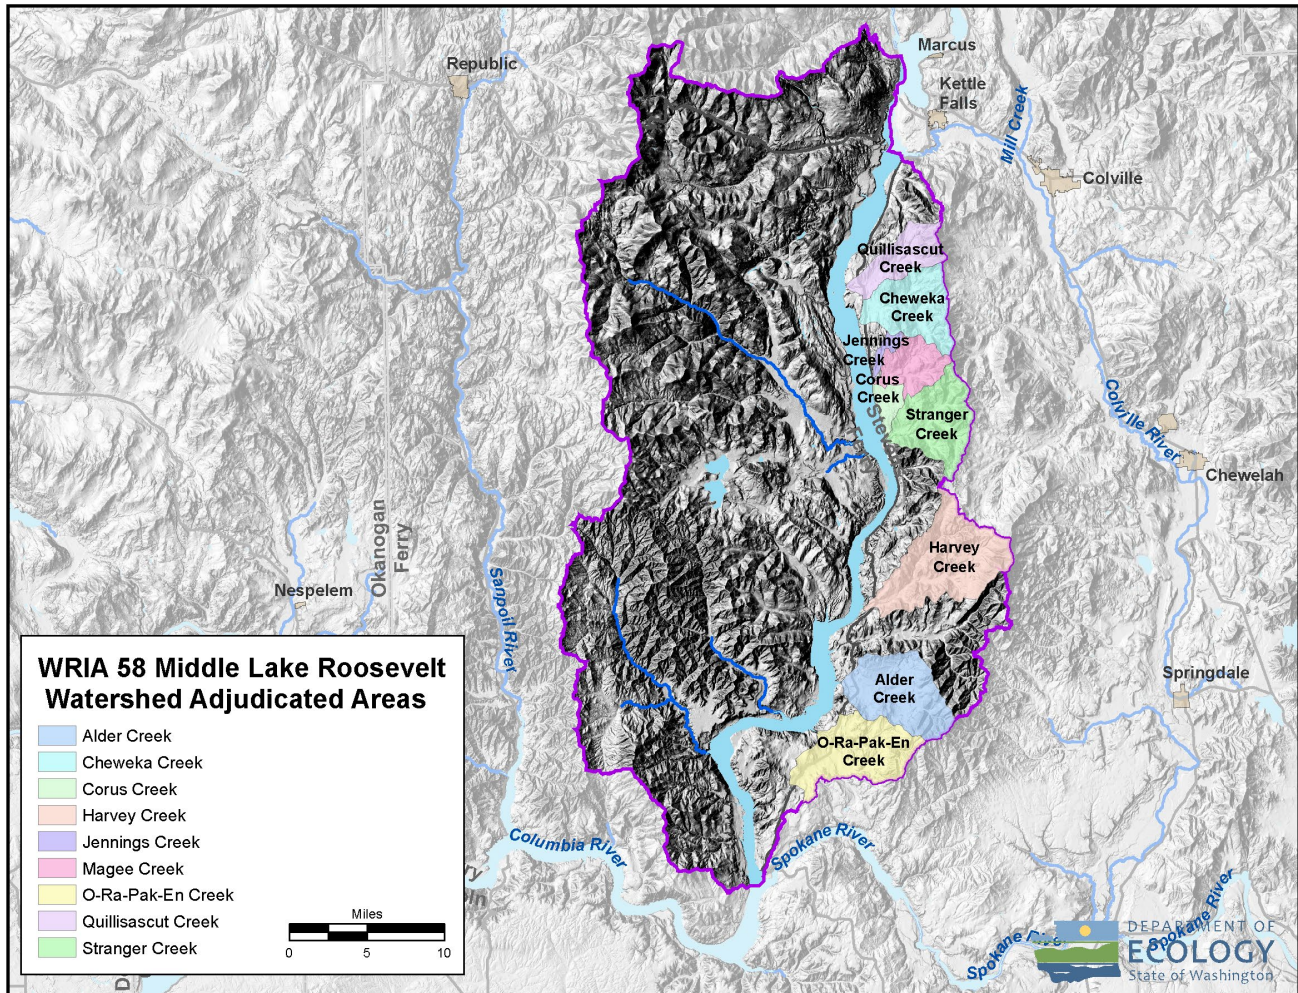 Marcus
Republic
Kettle
Falls
Mill Creek
Colville
Quillisascut
Creek
Cheweka
Creek
Jennings
Creek
Corus
Creek
Stranger
Creek
Colville River
Chewelah
Okanogan
Ferry
Harvey
Creek
Nespelem
Sanpoil River
WRIA 58 Middle Lake Roosevelt
Watershed Adjudicated Areas
Alder Creek
Cheweka Creek
Corus Creek
Harvey Creek
Jennings Creek
Magee Creek
O-Ra-Pak-En Creek
Quillisascut Creek
Stranger Creek
Miles
0 5 10
Springdale
Alder
Creek
O-Ra-Pak-En
Creek
Columbia River
Spokane River
Spokane River
Spokane River
DEPARTMENT OF
ECOLOGY
State of Washington